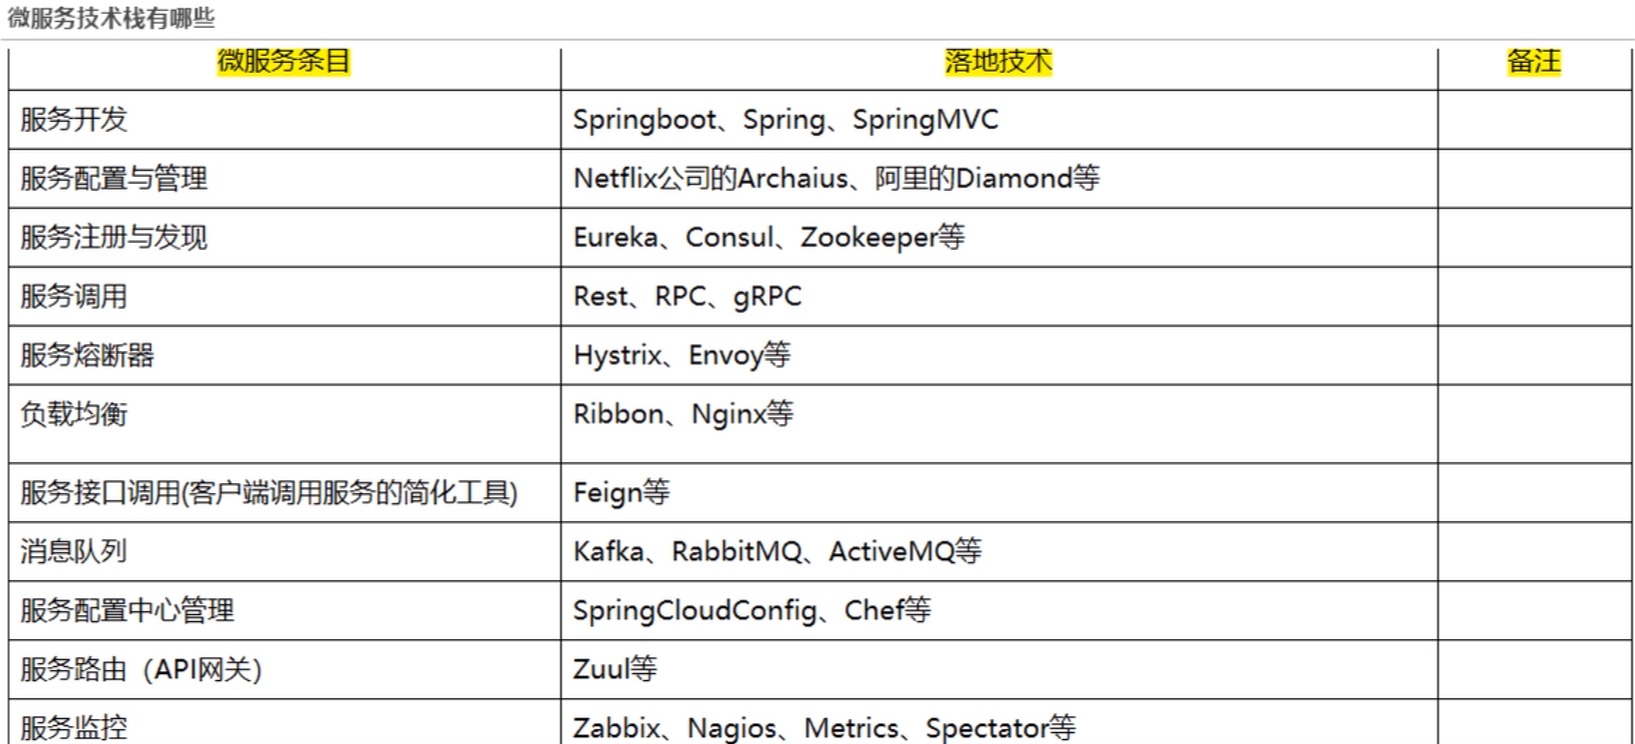 微服务技术栈有哪些
微服务条目 落地技术 备注
服务开发 Springboot、Spring、SpringMVC
服务配置与管理 Netflix公司的Archaius、阿里的Diamond等
服务注册与发现 Eureka、Consul、Zookeeper等
服务调用 Rest、RPC、gRPC
服务熔断器 Hystrix、Envoy等
负载均衡 Ribbon、Nginx等
服务接口调用(客户端调用服务的简化工具) Feign等
消息队列 Kafka、RabbitMQ、ActiveMQ等
服务配置中心管理 SpringCloudConfig、Chef等
服务路由（API网关） Zuul等
服务监控 Zabbix、Nagios、Metrics、Spectator等